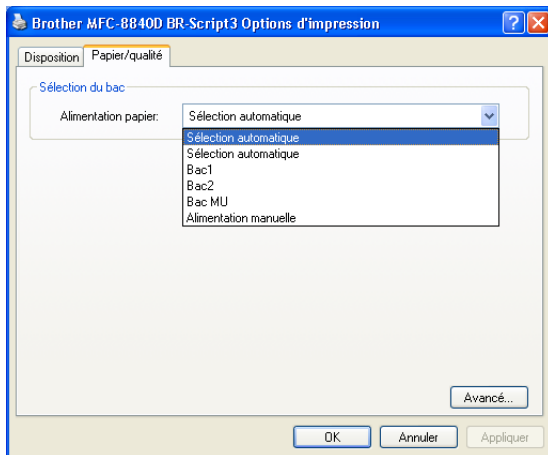 Brother MFC-8840D BR-Script3 Options d'impression
Disposition
Papier/qualité
Sélection du bac
Alimentation papier:
Sélection automatique
Sélection automatique
Sélection automatique
Bac1
Bac2
Bac MU
Alimentation manuelle
Avancé...
OK
Annuler
Appliquer